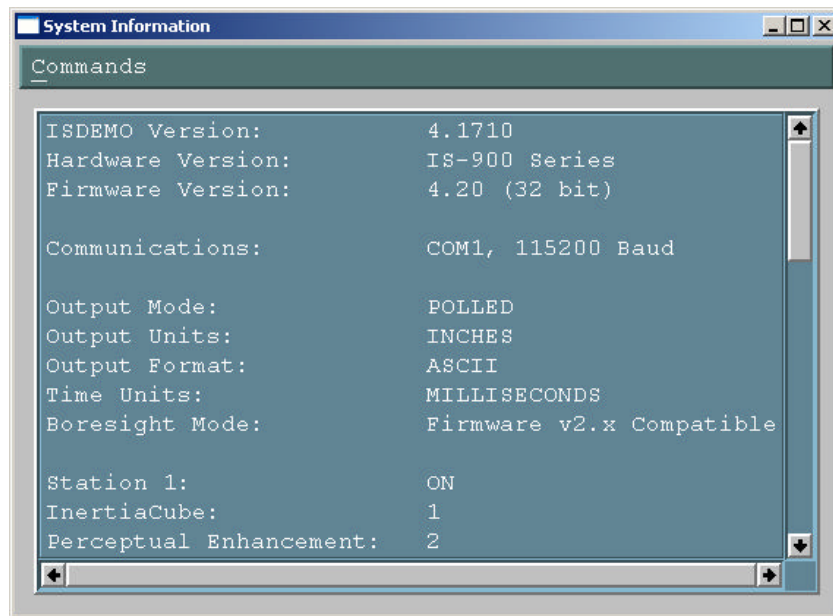 System Information
Commands
ISDEMO Version: 4.1710
Hardware Version: IS-900 Series
Firmware Version: 4.20 (32 bit)
Communications: COM1, 115200 Baud
Output Mode: POLLED
Output Units: INCHES
Output Format: ASCII
Time Units: MILLISECONDS
Boresight Mode: Firmware v2.x Compatible
Station 1: ON
InertiaCube: 1
Perceptual Enhancement: 2